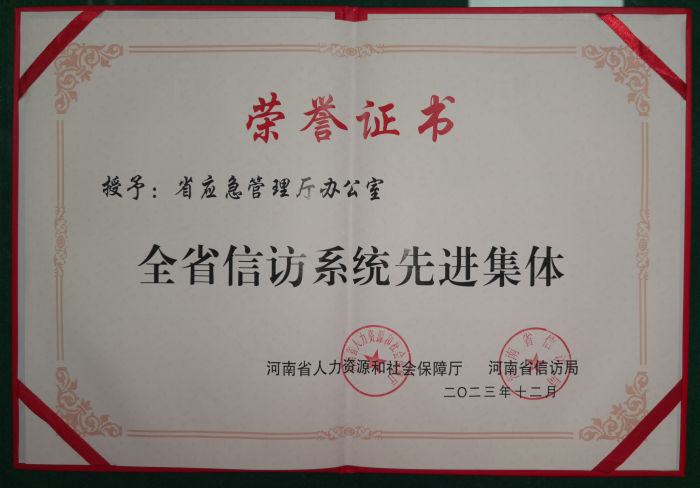 荣誉证书
授予：省应急管理厅办公室
全省信访系统先进集体
河南省人力资源和社会保障厅 河南省信访局
二〇二三年十二月